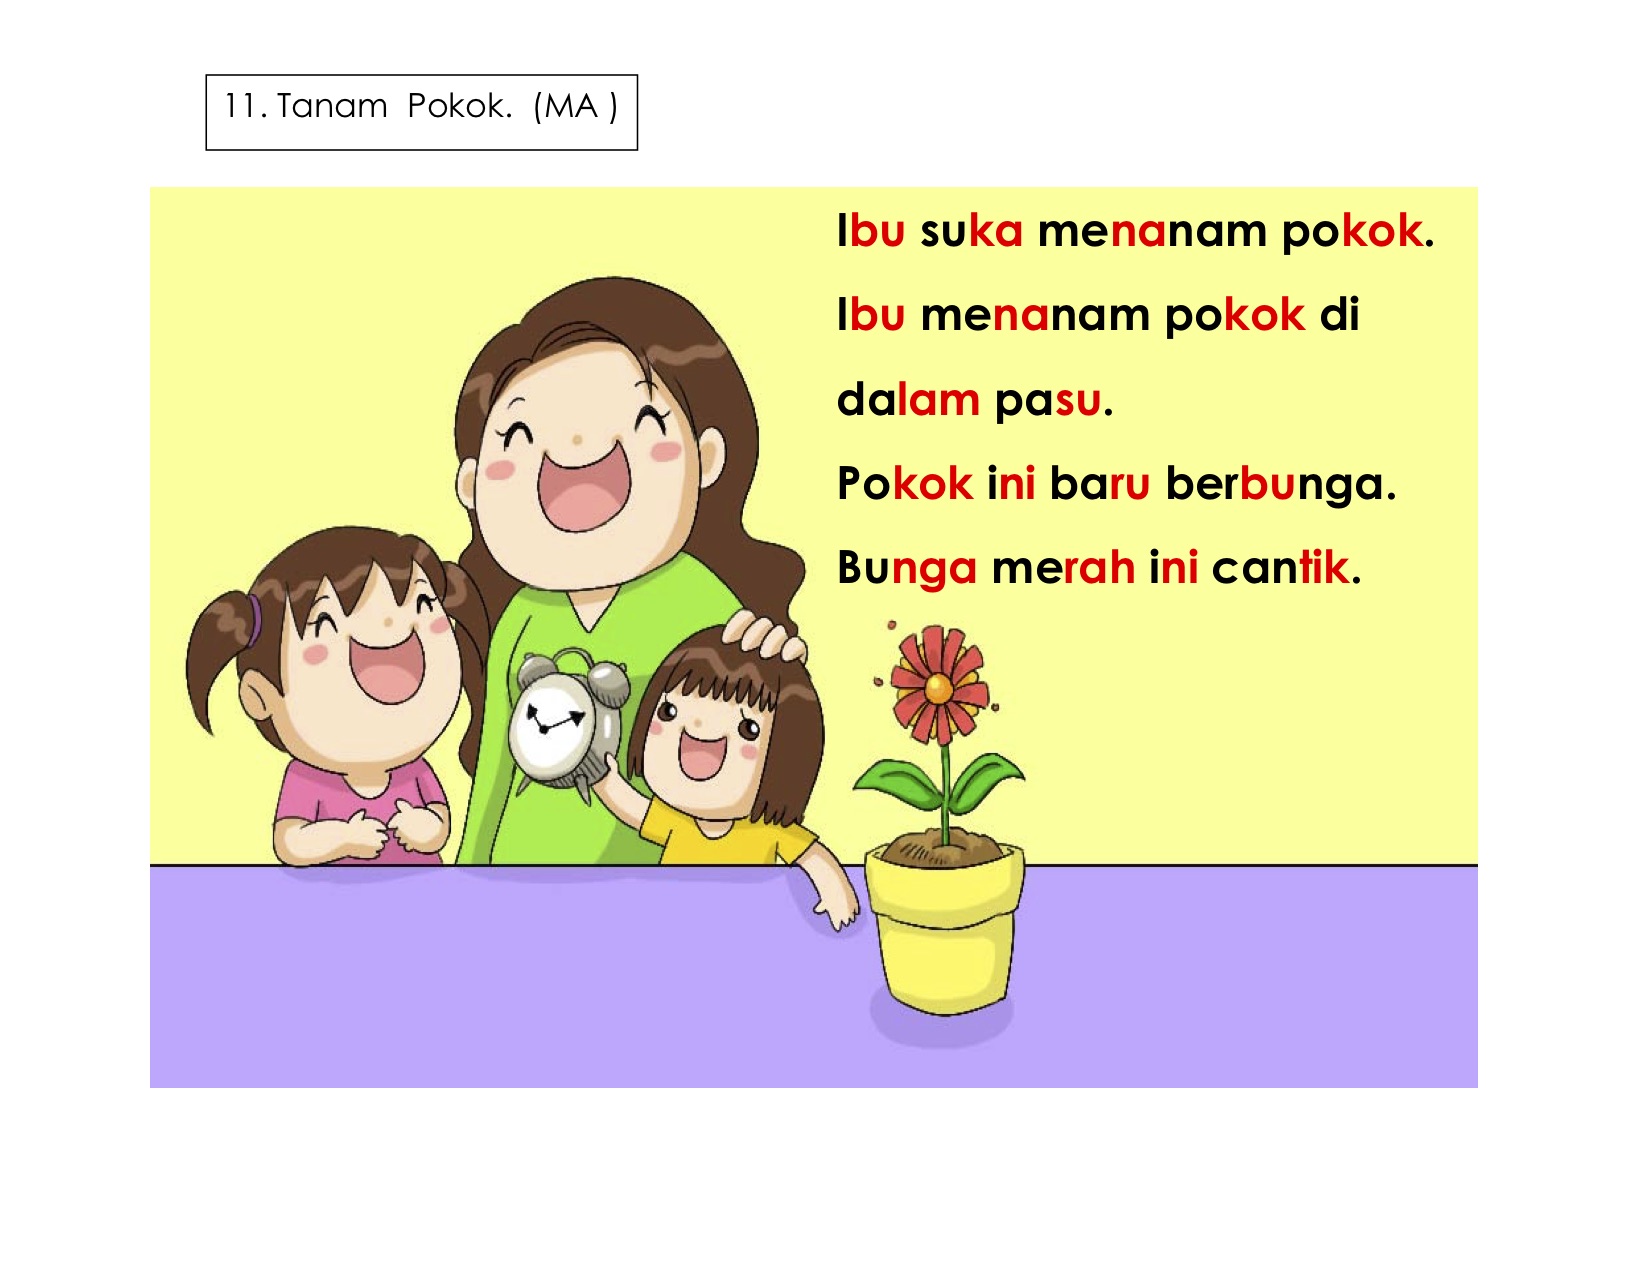 11. Tanam Pokok. (MA )
Ibu suka menanam pokok.
Ibu menanam pokok di
dalam pasu.
Pokok ini baru berbunga.
Bunga merah ini cantik.